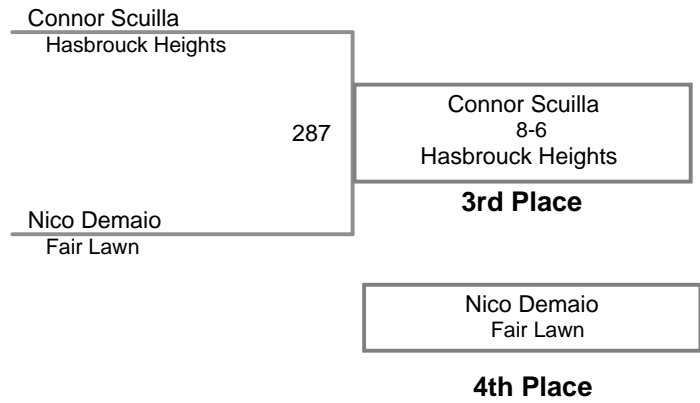 Connor Scuilla
Hasbrouck Heights
287
Connor Scuilla
8-6
Hasbrouck Heights
3rd Place
Nico Demaio
Fair Lawn
Nico Demaio
Fair Lawn
4th Place